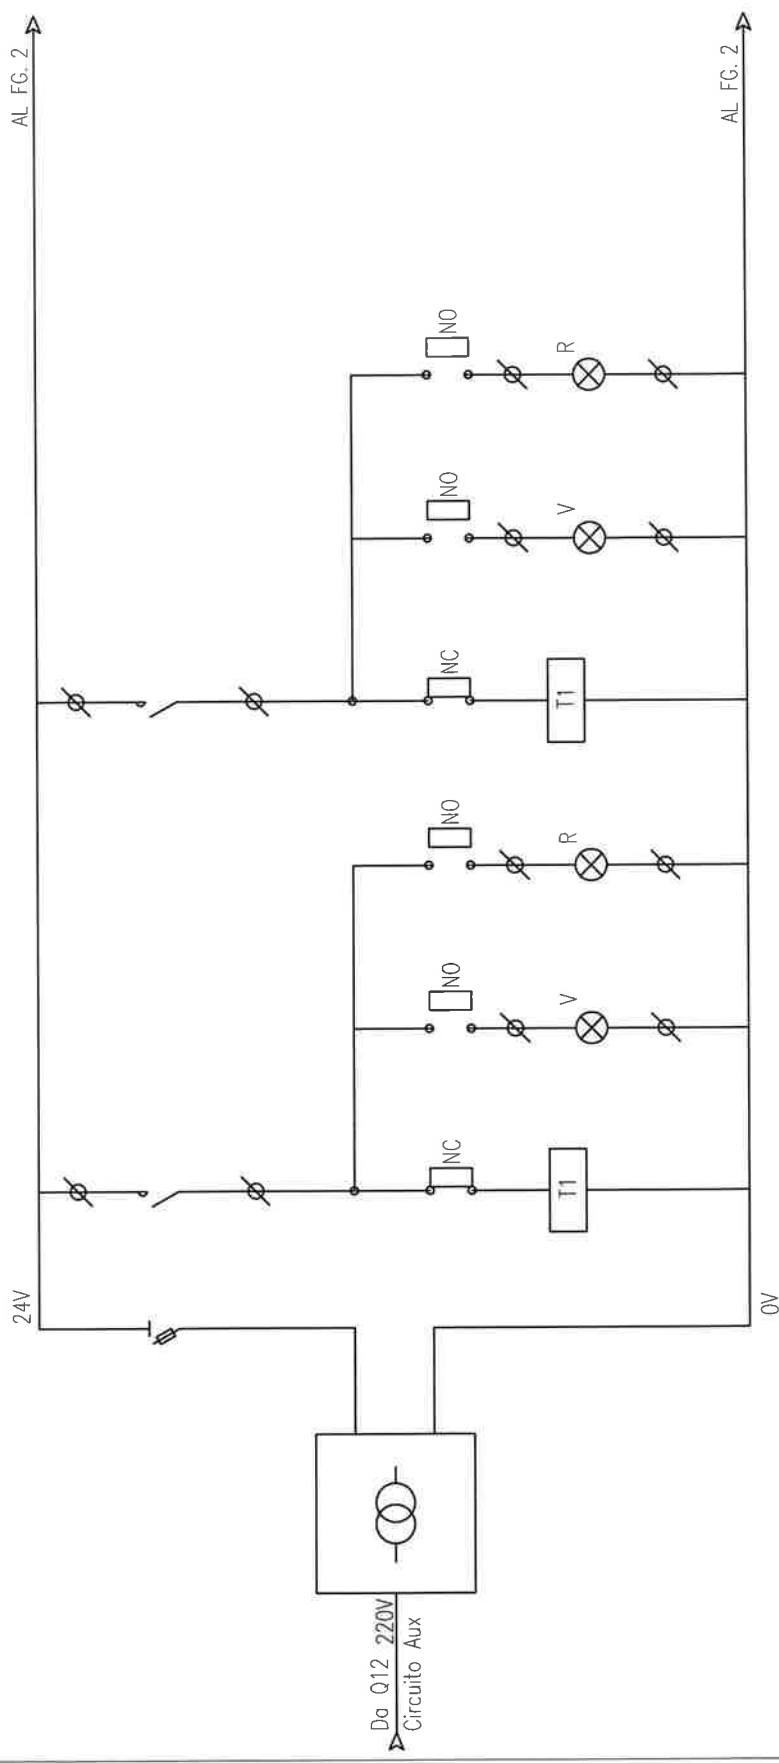 Da Q12 220V
Circuito Aux
24V
0V
NC
T1
NO
V
NO
R
NC
T1
NO
V
NO
R
AL FG. 2
AL FG. 2